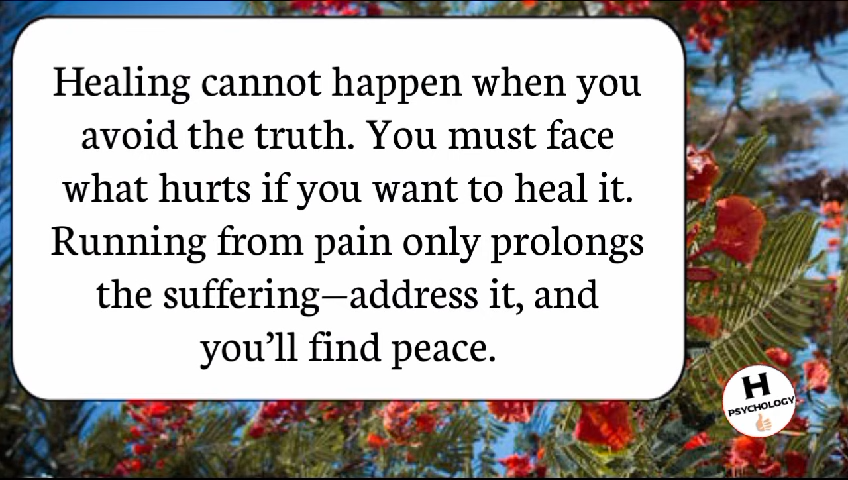 Healing cannot happen when you
avoid the truth. You must face
what hurts if you want to heal it.
Running from pain only prolongs
the suffering—address it, and
you’ll find peace.
H
PSYCHOLOGY